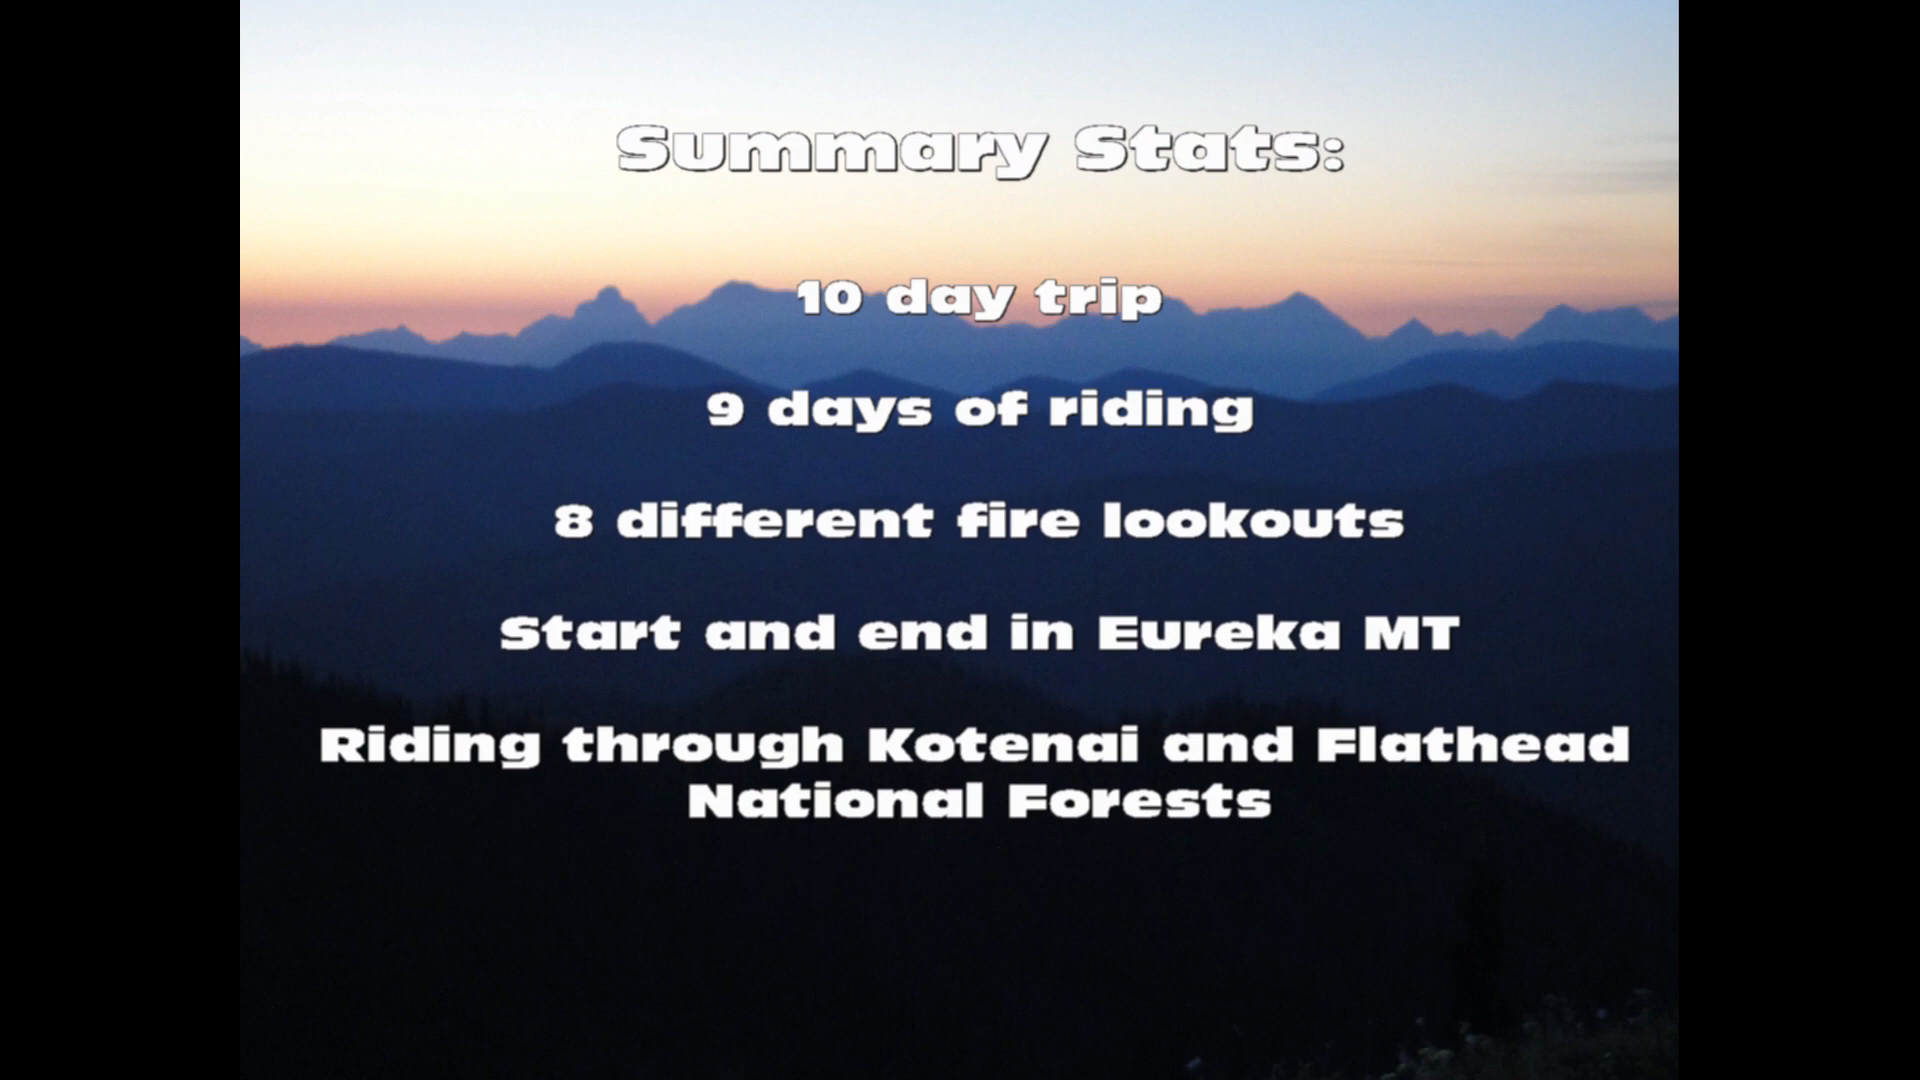 Summary Stats:
10 day trip
9 days of riding
8 different fire lookouts
Start and end in Eureka MT
Riding through Kotenai and Flathead
National Forests